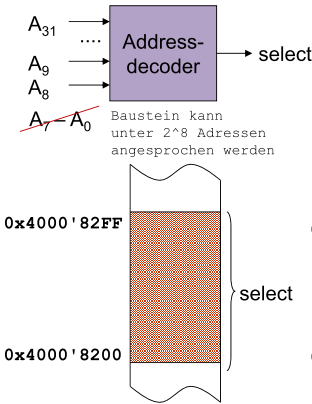 A31
....
A9
A8
A7 – A0
Address-
decoder
select
Baustein kann
unter 2^8 Adressen
angesprochen werden
0x4000'82FF
select
0x4000'8200